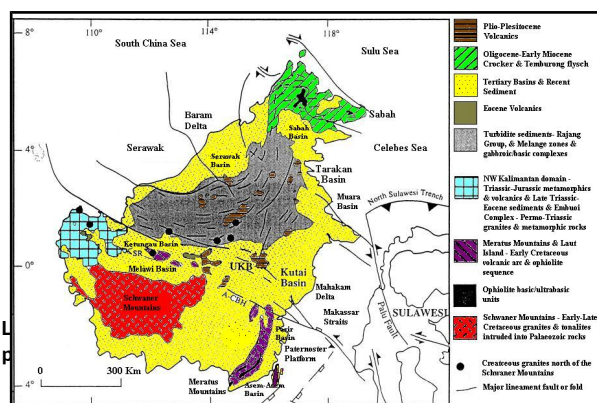 110°
114°
118°
8°
4°
0°
4°
South China Sea
Sulu Sea
Baram
Delta
Sabah
Sabah
Basin
Serawak
Serawak
Basin
Celebes Sea
Tarakan
Basin
Muara
Basin
North Sulawesi Trench
Ketungau Basin
SR
Melawi Basin
UKB
Kutai
Basin
Schwaner
Mountains
A-CBH
Mahakam
Delta
Makassar
Straits
SULAWESI
Palu Fault
Pasir
Basin
Paternoster
Platform
Meratus
Mountains
Asem-Asem
Basin
0
300 Km
L
p
Plio-Plesitocene
Volcanics
Oligocene-Early Miocene
Crocker & Temburong flysch
Tertiary Basins & Recent
Sediment
Eocene Volcanics
Turbidite sediments- Rajang
Group, & Melange zones &
gabbroic/basic complexes
NW Kalimantan domain -
Triassic-Jurassic metamorphics
& volcanics & Late Triassic-
Eocene sediments & Embuoi
Complex - Permo-Triassic
granites & metamorphic rocks
Meratus Mountains & Laut
Island - Early Cretaceous
volcanic arc & ophiolite
sequence
Ophiolite basic/ultrabasic
units
Schwaner Mountains - Early-Late
Cretaceous granites & tonalites
intruded into Palaeozoic rocks
Createcous granites north of the
Schwaner Mountains
Major lineament fault or fold